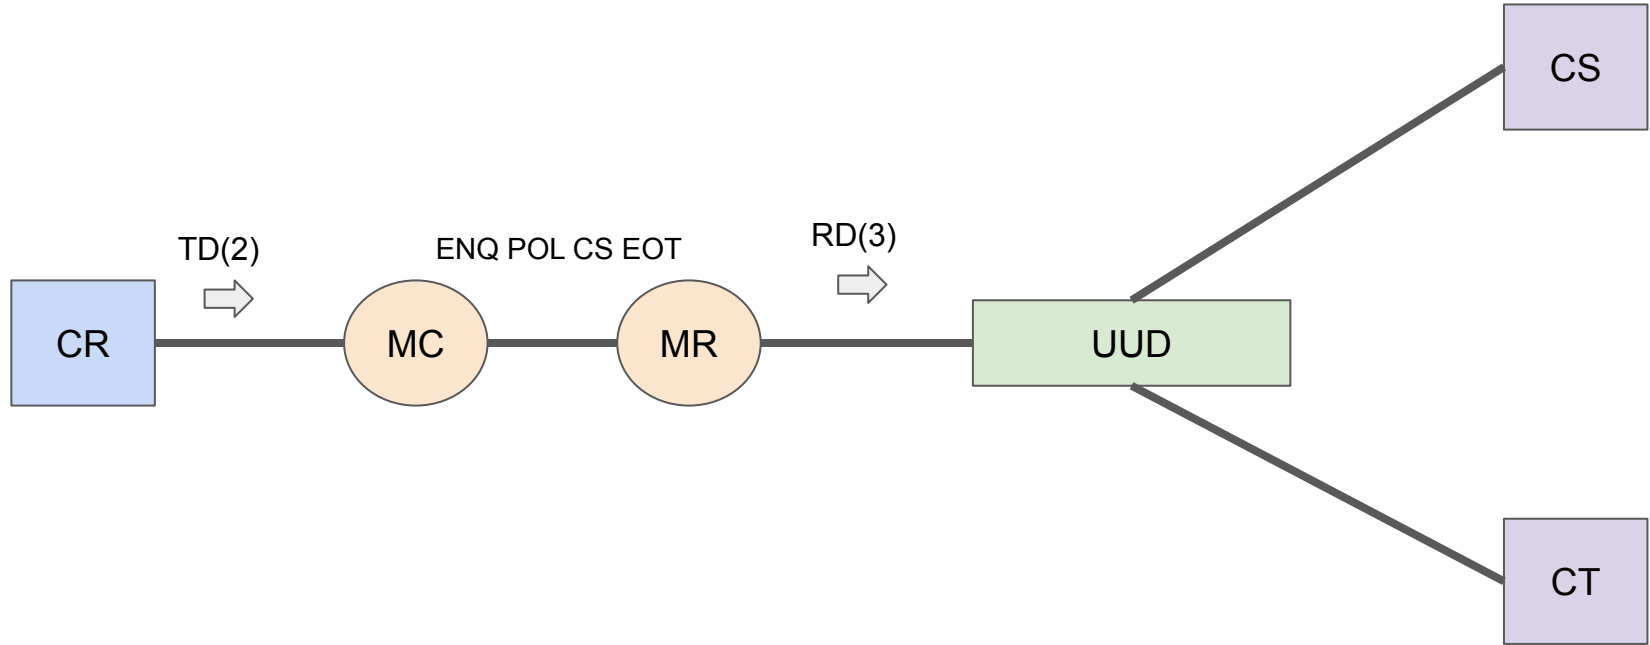 CS
TD(2)
ENQ POL CS EOT
RD(3)
CR
MC
MR
UUD
CT